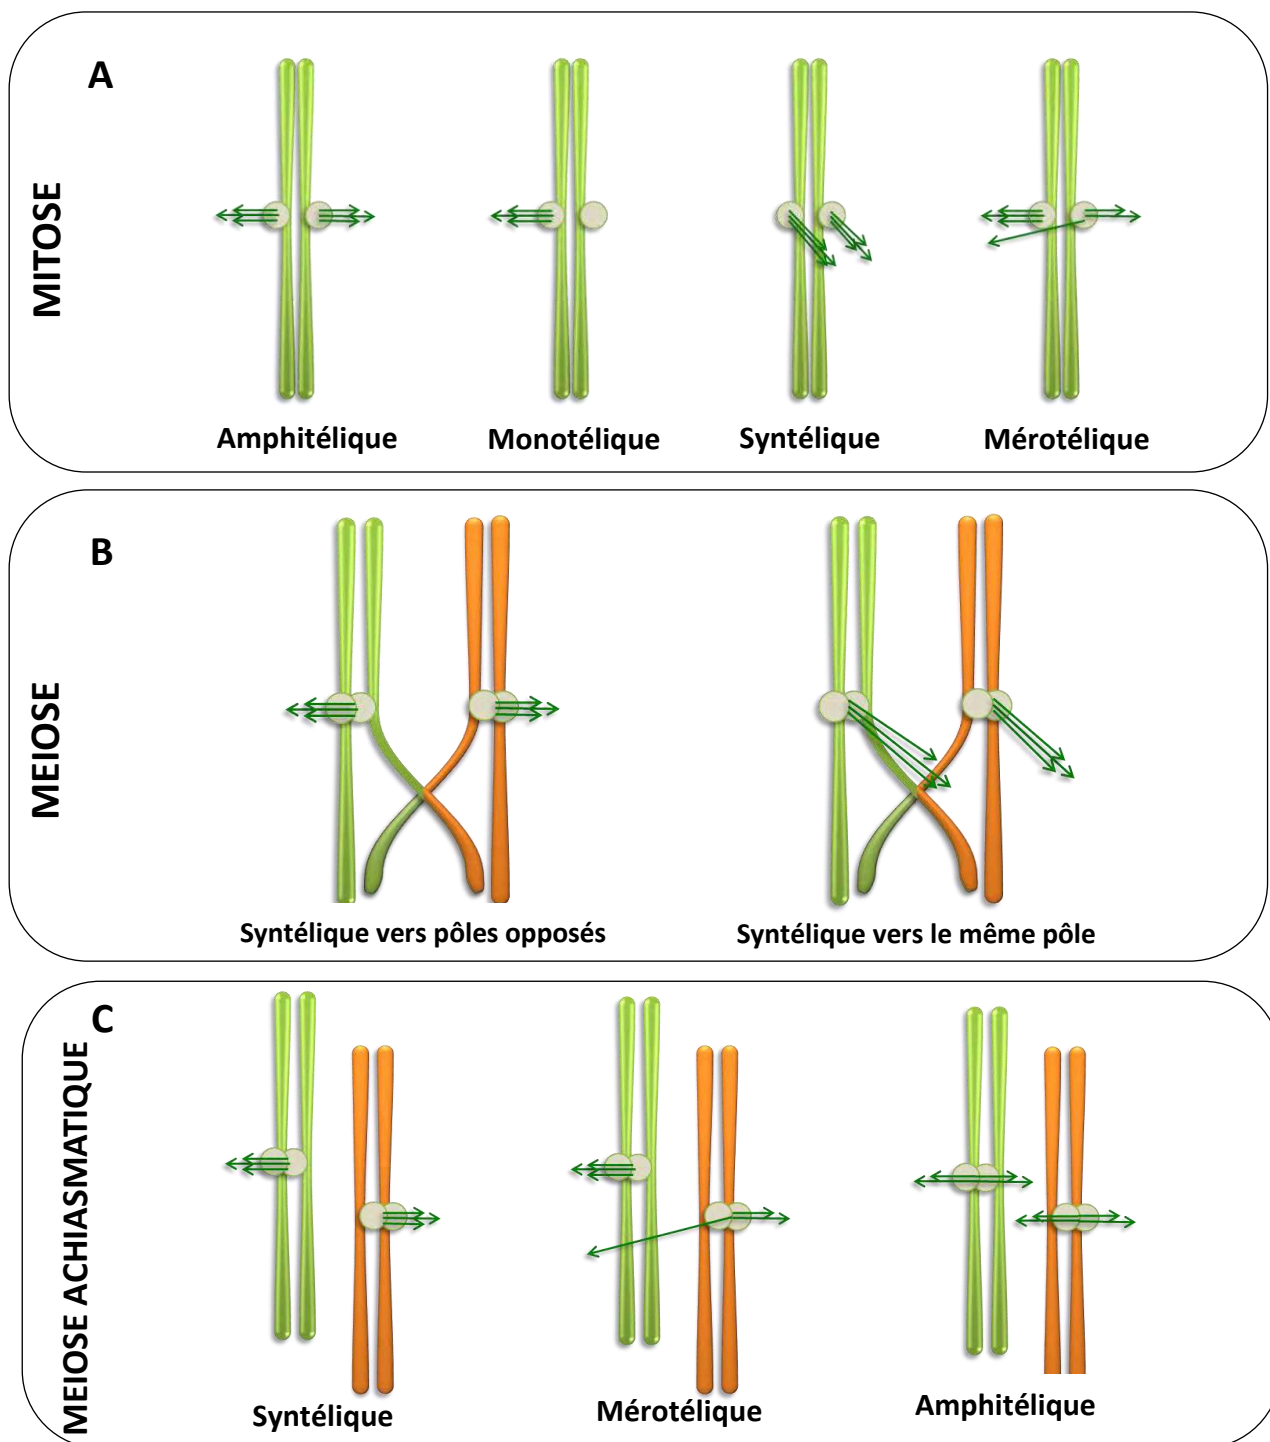 A
MITOSE
Amphitélique
Monotélique
Syntélique
Mérotélique
B
MEIOSE
Syntélique vers pôles opposés
Syntélique vers le même pôle
C
MEIOSE ACHIASMATIQUE
Syntélique
Mérotélique
Amphitélique